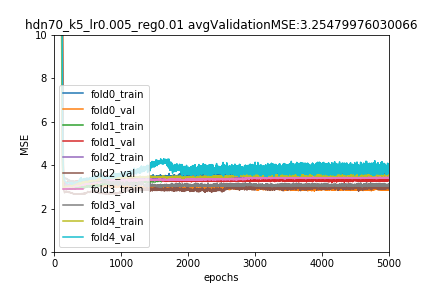 hdn70_k5_lr0.005_reg0.01 avgValidationMSE:3.25479976030066
10
8
6
4
2
0
MSE
fold0_train
fold0_val
fold1_train
fold1_val
fold2_train
fold2_val
fold3_train
fold3_val
fold4_train
fold4_val
0 1000 2000 3000 4000 5000
epochs